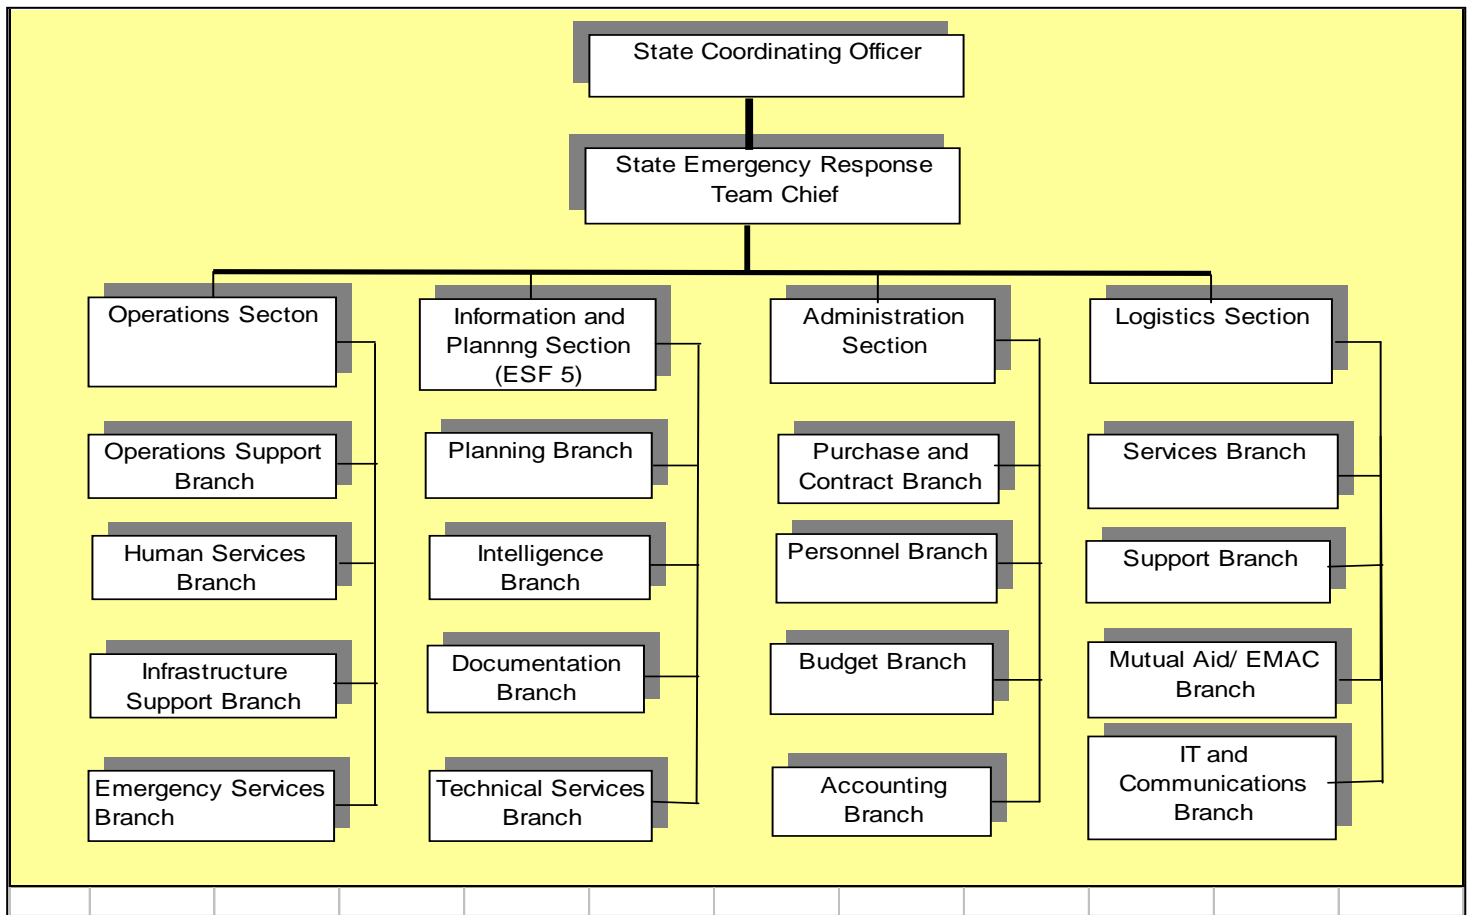 State Coordinating Officer
State Emergency Response
Team Chief
Operations Secton
Operations Support
Branch
Human Services
Branch
Infrastructure
Support Branch
Emergency Services
Branch
Information and
Plannng Section
(ESF 5)
Planning Branch
Intelligence
Branch
Documentation
Branch
Technical Services
Branch
Administration
Section
Purchase and
Contract Branch
Personnel Branch
Budget Branch
Accounting
Branch
Logistics Section
Services Branch
Support Branch
Mutual Aid/ EMAC
Branch
IT and
Communications
Branch